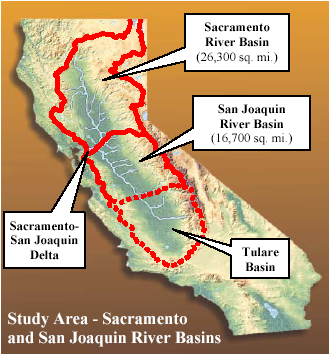 Sacramento
River Basin
(26,300 sq. mi.)
San Joaquin
River Basin
(16,700 sq. mi.)
Sacramento-
San Joaquin
Delta
Tulare
Basin
Study Area - Sacramento
and San Joaquin River Basins